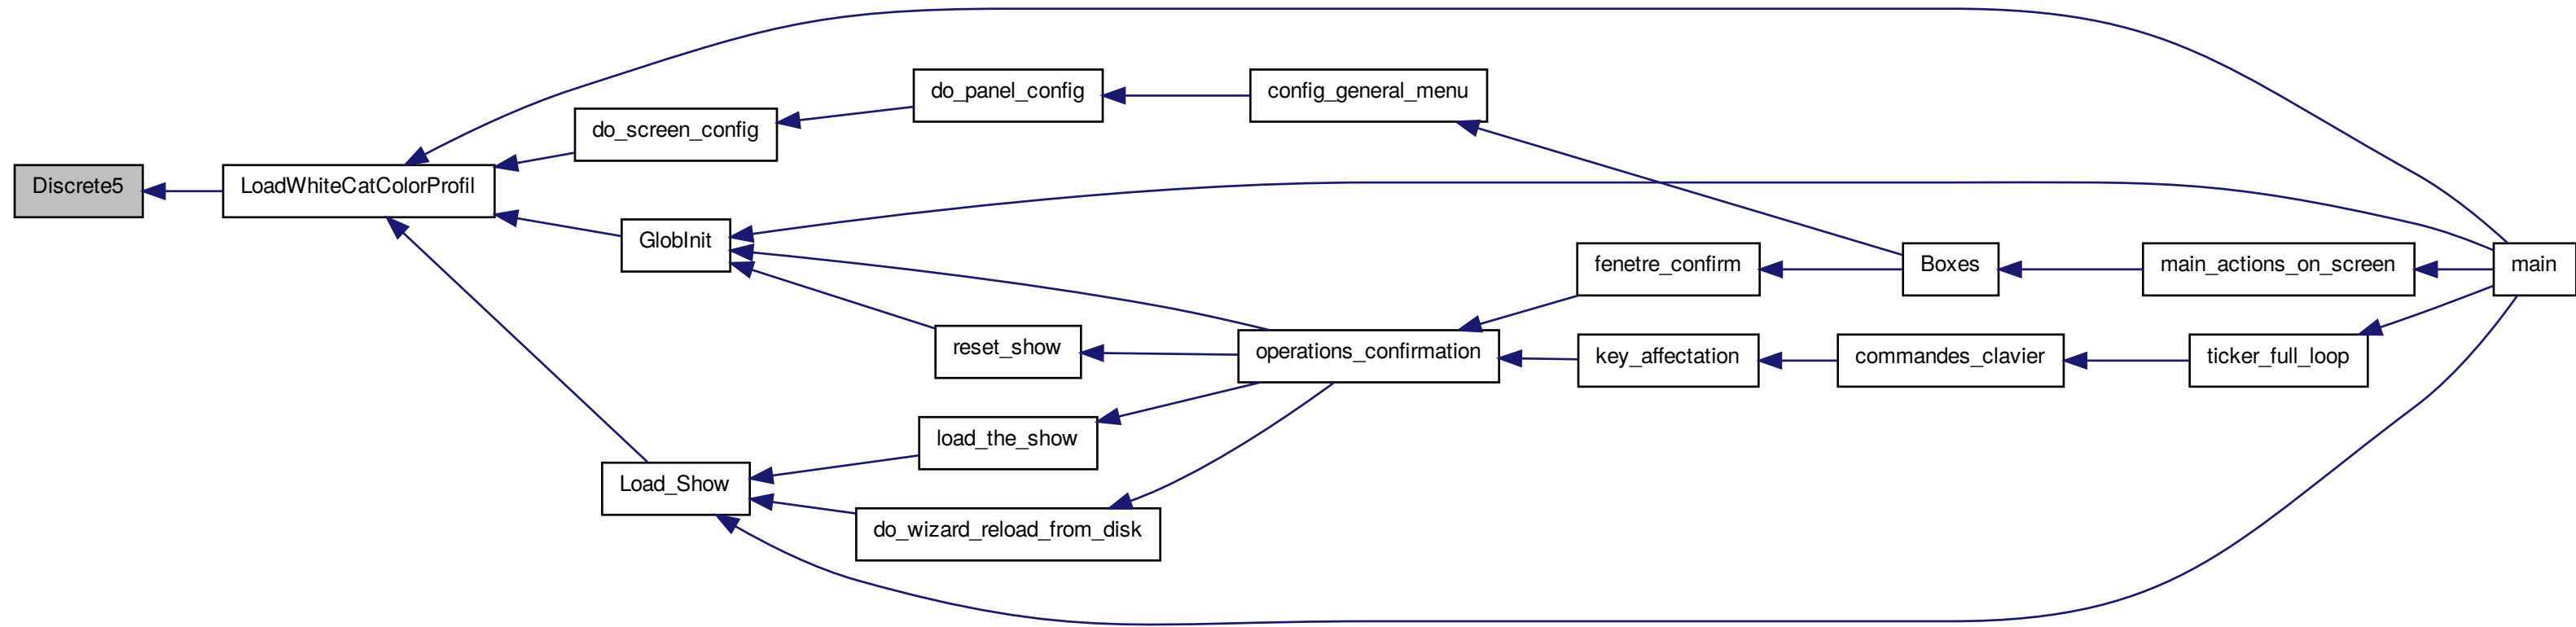 Discrete5
LoadWhiteCatColorProfil
do_screen_config
do_panel_config
config_general_menu
GlobInit
reset_show
Load_Show
load_the_show
do_wizard_reload_from_disk
operations_confirmation
fenetre_confirm
key_affectation
Boxes
commandes_clavier
main_actions_on_screen
ticker_full_loop
main